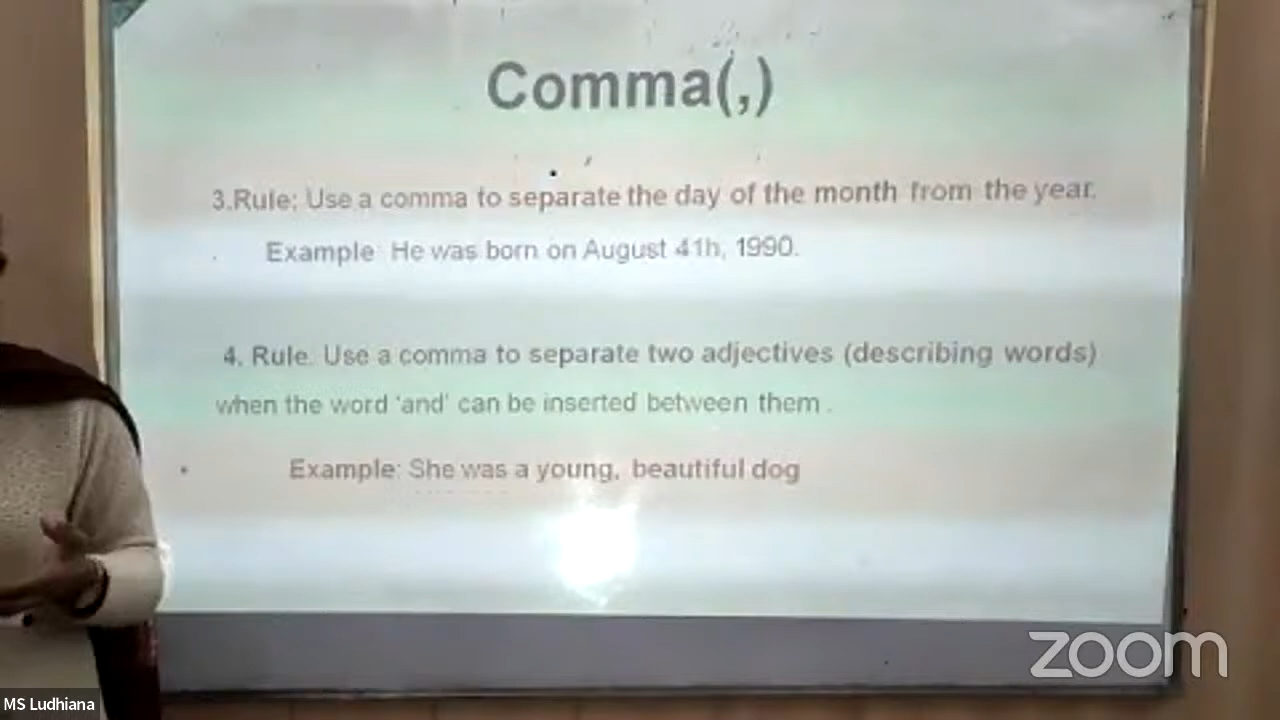 Comma(,)
3.Rule: Use a comma to separate the day of the month from the year.
Example: He was born on August 41h, 1990.
4. Rule: Use a comma to separate two adjectives (describing words)
when the word ‘and’ can be inserted between them.
Example: She was a young, beautiful dog
zoom
MS Ludhiana